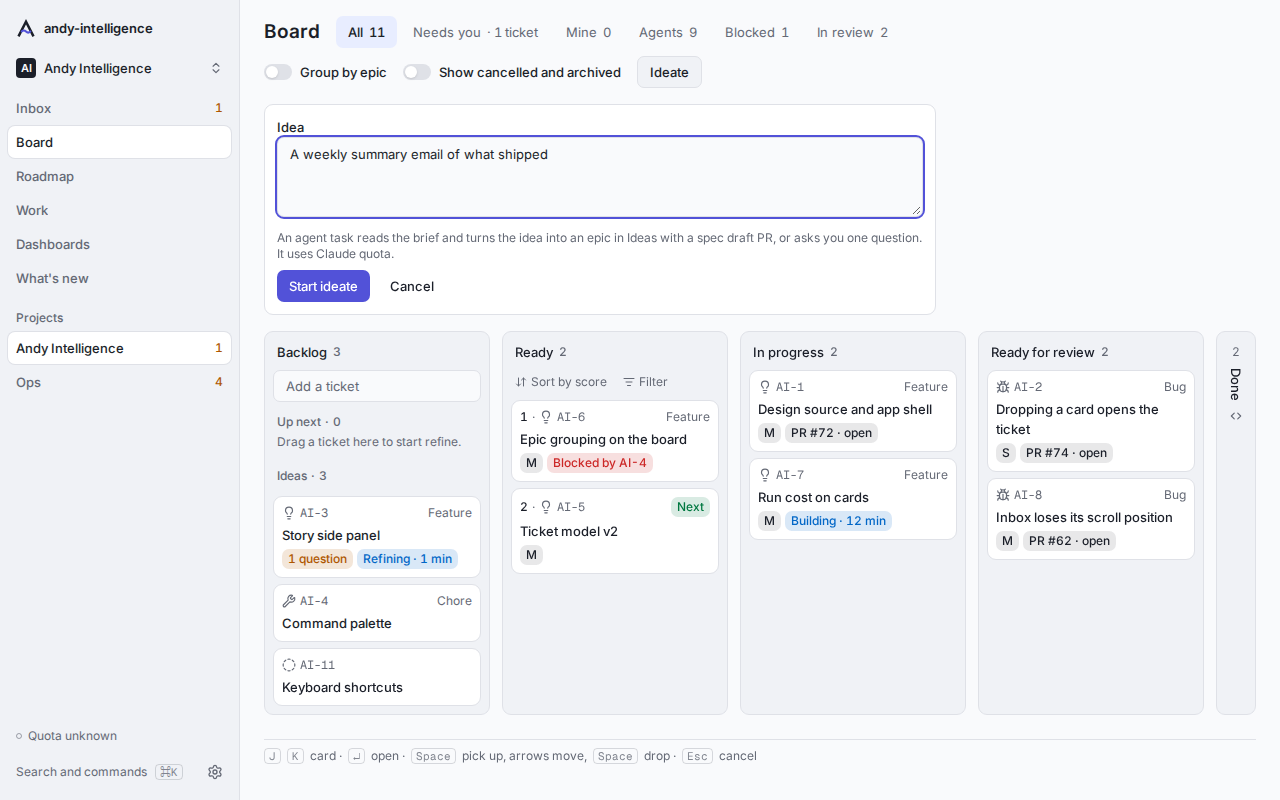 andy-intelligence
AI Andy Intelligence
Inbox 1
Board
Roadmap
Work
Dashboards
What's new
Projects
Andy Intelligence 1
Ops 4
Quota unknown
Search and commands ⌘K
Board All 11 Needs you · 1 ticket Mine 0 Agents 9 Blocked 1 In review 2
Group by epic Show cancelled and archived Ideate
Idea
A weekly summary email of what shipped
An agent task reads the brief and turns the idea into an epic in Ideas with a spec draft PR, or asks you one question.
It uses Claude quota.
Start ideate Cancel
Backlog 3
Add a ticket
Up next · 0
Drag a ticket here to start refine.
Ideas · 3
AI-3 Feature
Story side panel
1 question Refining · 1 min
AI-4 Chore
Command palette
AI-11
Keyboard shortcuts
Ready 2
Sort by score Filter
1 · AI-6 Feature
Epic grouping on the board
M Blocked by AI-4
2 · AI-5 Next
Ticket model v2
M
In progress 2
AI-1 Feature
Design source and app shell
M PR #72 · open
AI-7 Feature
Run cost on cards
M Building · 12 min
Ready for review 2
AI-2 Bug
Dropping a card opens the
ticket
S PR #74 · open
AI-8 Bug
Inbox loses its scroll position
M PR #62 · open
2
Done
J K card · ↵ open · Space pick up, arrows move, Space drop · Esc cancel